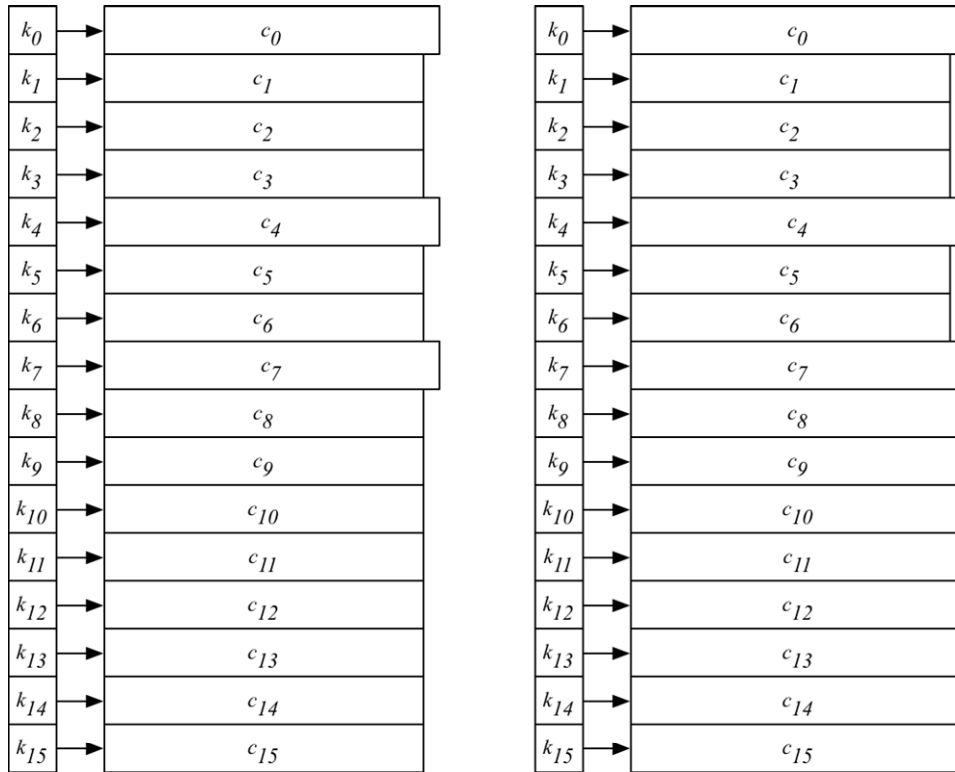 k0 c0 k0 c0
k1 c1 k1 c1
k2 c2 k2 c2
k3 c3 k3 c3
k4 c4 k4 c4
k5 c5 k5 c5
k6 c6 k6 c6
k7 c7 k7 c7
k8 c8 k8 c8
k9 c9 k9 c9
k10 c10 k10 c10
k11 c11 k11 c11
k12 c12 k12 c12
k13 c13 k13 c13
k14 c14 k14 c14
k15 c15 k15 c15